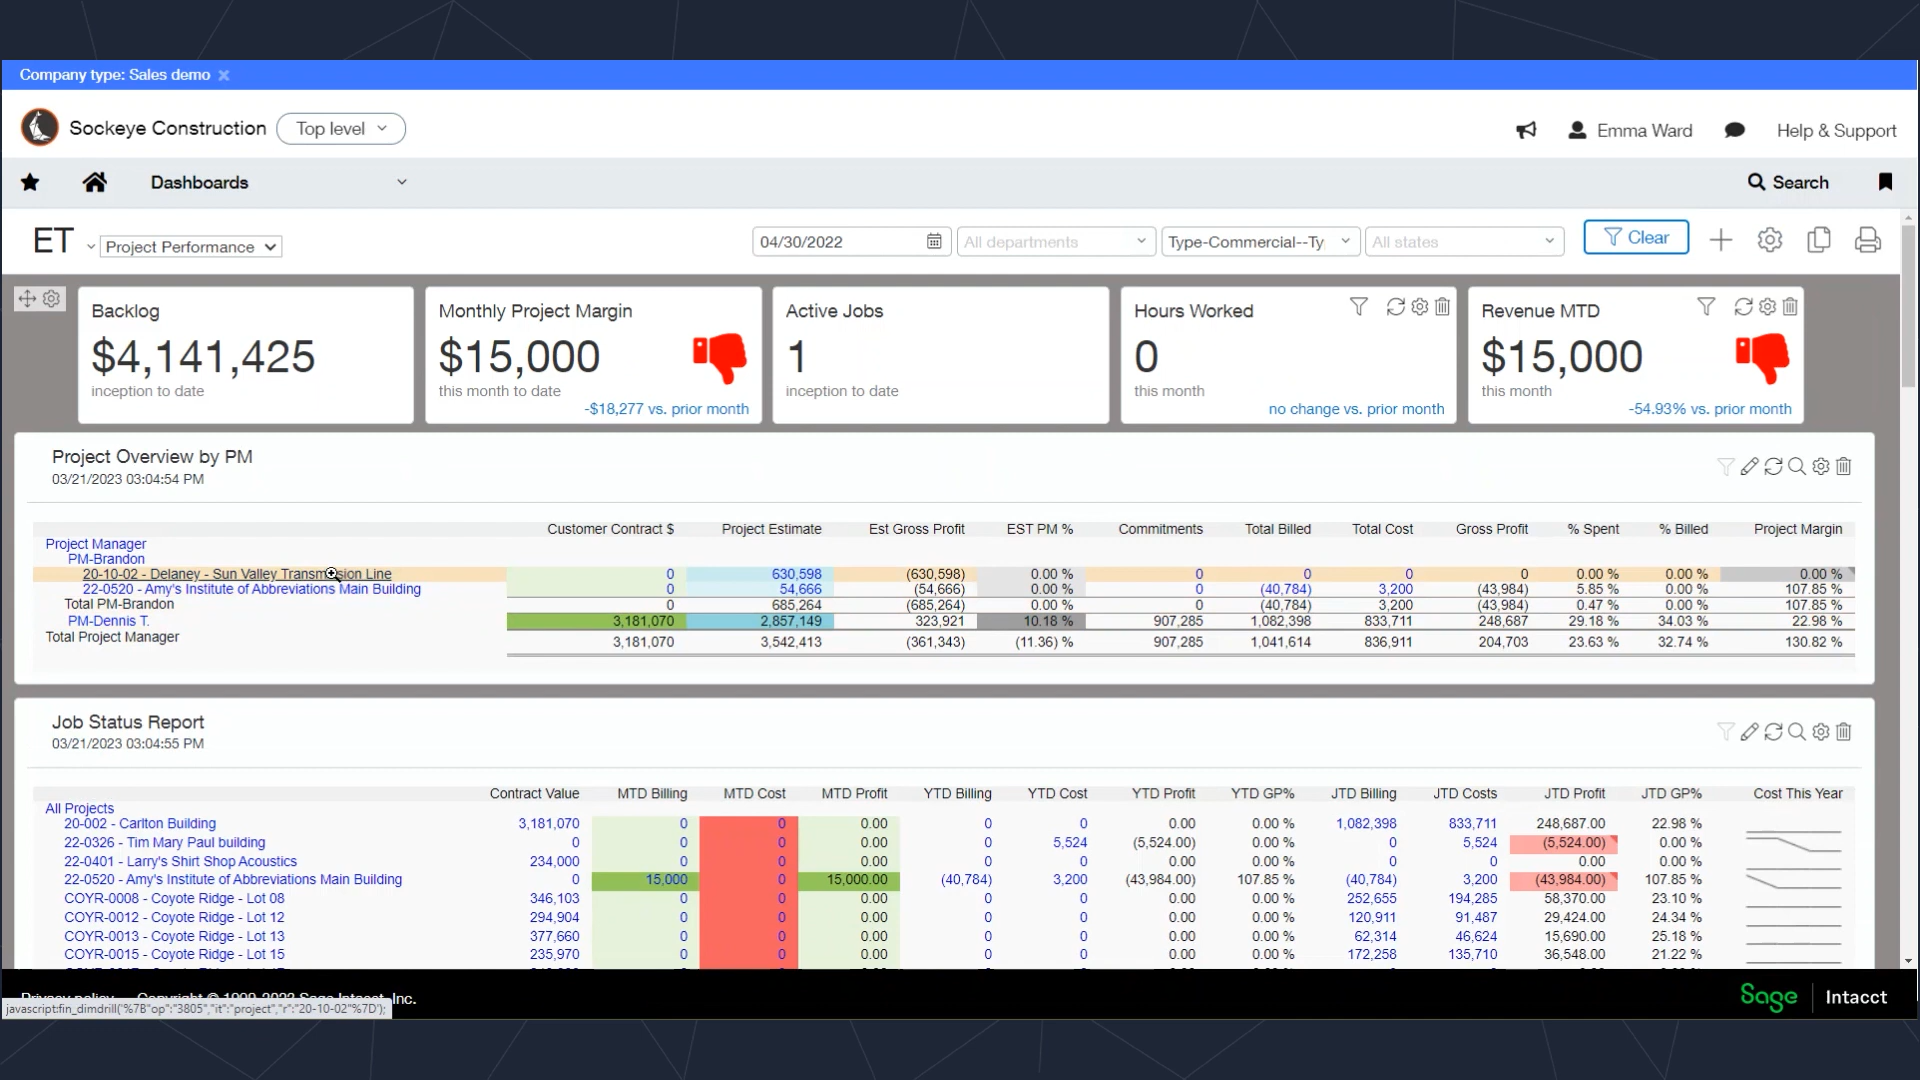 Company type: Sales demo ×
Sockeye Construction Top level
Emma Ward Help & Support
Dashboards Search
ET Project Performance 04/30/2022 All departments Type-Commercial--Ty All states Clear
Backlog
$4,141,425
inception to date
Monthly Project Margin
$15,000
this month to date
-$18,277 vs. prior month
Active Jobs
1
inception to date
Hours Worked
0
this month
no change vs. prior month
Revenue MTD
$15,000
this month
-54.93% vs. prior month
Project Overview by PM
03/21/2023 03:04:54 PM
Customer Contract $ Project Estimate Est Gross Profit EST PM % Commitments Total Billed Total Cost Gross Profit % Spent % Billed Project Margin
Project Manager
PM-Brandon
20-10-02 - Delaney - Sun Valley Transmission Line 0 630,598 (630,598) 0.00 % 0 0 0 0 0.00 % 0.00 % 0.00 %
22-0520 - Amy's Institute of Abbreviations Main Building 0 54,666 (54,666) 0.00 % 0 (40,784) 3,200 (43,984) 5.85 % 0.00 % 107.85 %
Total PM-Brandon 0 685,264 (685,264) 0.00 % 0 (40,784) 3,200 (43,984) 0.47 % 0.00 % 107.85 %
PM-Dennis T. 3,181,070 2,857,149 323,921 10.18 % 907,285 1,082,398 833,711 248,687 29.18 % 34.03 % 22.98 %
Total Project Manager 3,181,070 3,542,413 (361,343) (11.36) % 907,285 1,041,614 836,911 204,703 23.63 % 32.74 % 130.82 %
Job Status Report
03/21/2023 03:04:55 PM
Contract Value MTD Billing MTD Cost MTD Profit YTD Billing YTD Cost YTD Profit YTD GP% JTD Billing JTD Costs JTD Profit JTD GP% Cost This Year
All Projects
20-002 - Carlton Building 3,181,070 0 0 0.00 0 0 0.00 0.00 % 1,082,398 833,711 248,687.00 22.98 %
22-0326 - Tim Mary Paul building 0 0 0 0.00 0 5,524 (5,524.00) 0.00 % 0 5,524 (5,524.00) 0.00 %
22-0401 - Larry's Shirt Shop Acoustics 234,000 0 0 0.00 0 0 0.00 0.00 % 0 0 0.00 0.00 %
22-0520 - Amy's Institute of Abbreviations Main Building 0 15,000 0 15,000.00 (40,784) 3,200 (43,984.00) 107.85 % (40,784) 3,200 (43,984.00) 107.85 %
COYR-0008 - Coyote Ridge - Lot 08 346,103 0 0 0.00 0 0 0.00 0.00 % 252,655 194,285 58,370.00 23.10 %
COYR-0012 - Coyote Ridge - Lot 12 294,904 0 0 0.00 0 0 0.00 0.00 % 120,911 91,487 29,424.00 24.34 %
COYR-0013 - Coyote Ridge - Lot 13 377,660 0 0 0.00 0 0 0.00 0.00 % 62,314 46,624 15,690.00 25.18 %
COYR-0015 - Coyote Ridge - Lot 15 235,970 0 0 0.00 0 0 0.00 0.00 % 172,258 135,710 36,548.00 21.22 %
Privacy policy Copyright © 1999-2023 Sage Intacct, Inc.
javascript:fin_dimdrill('%7B"op":"3805","it":"project","r":"20-10-02"%7D');
Sage Intacct